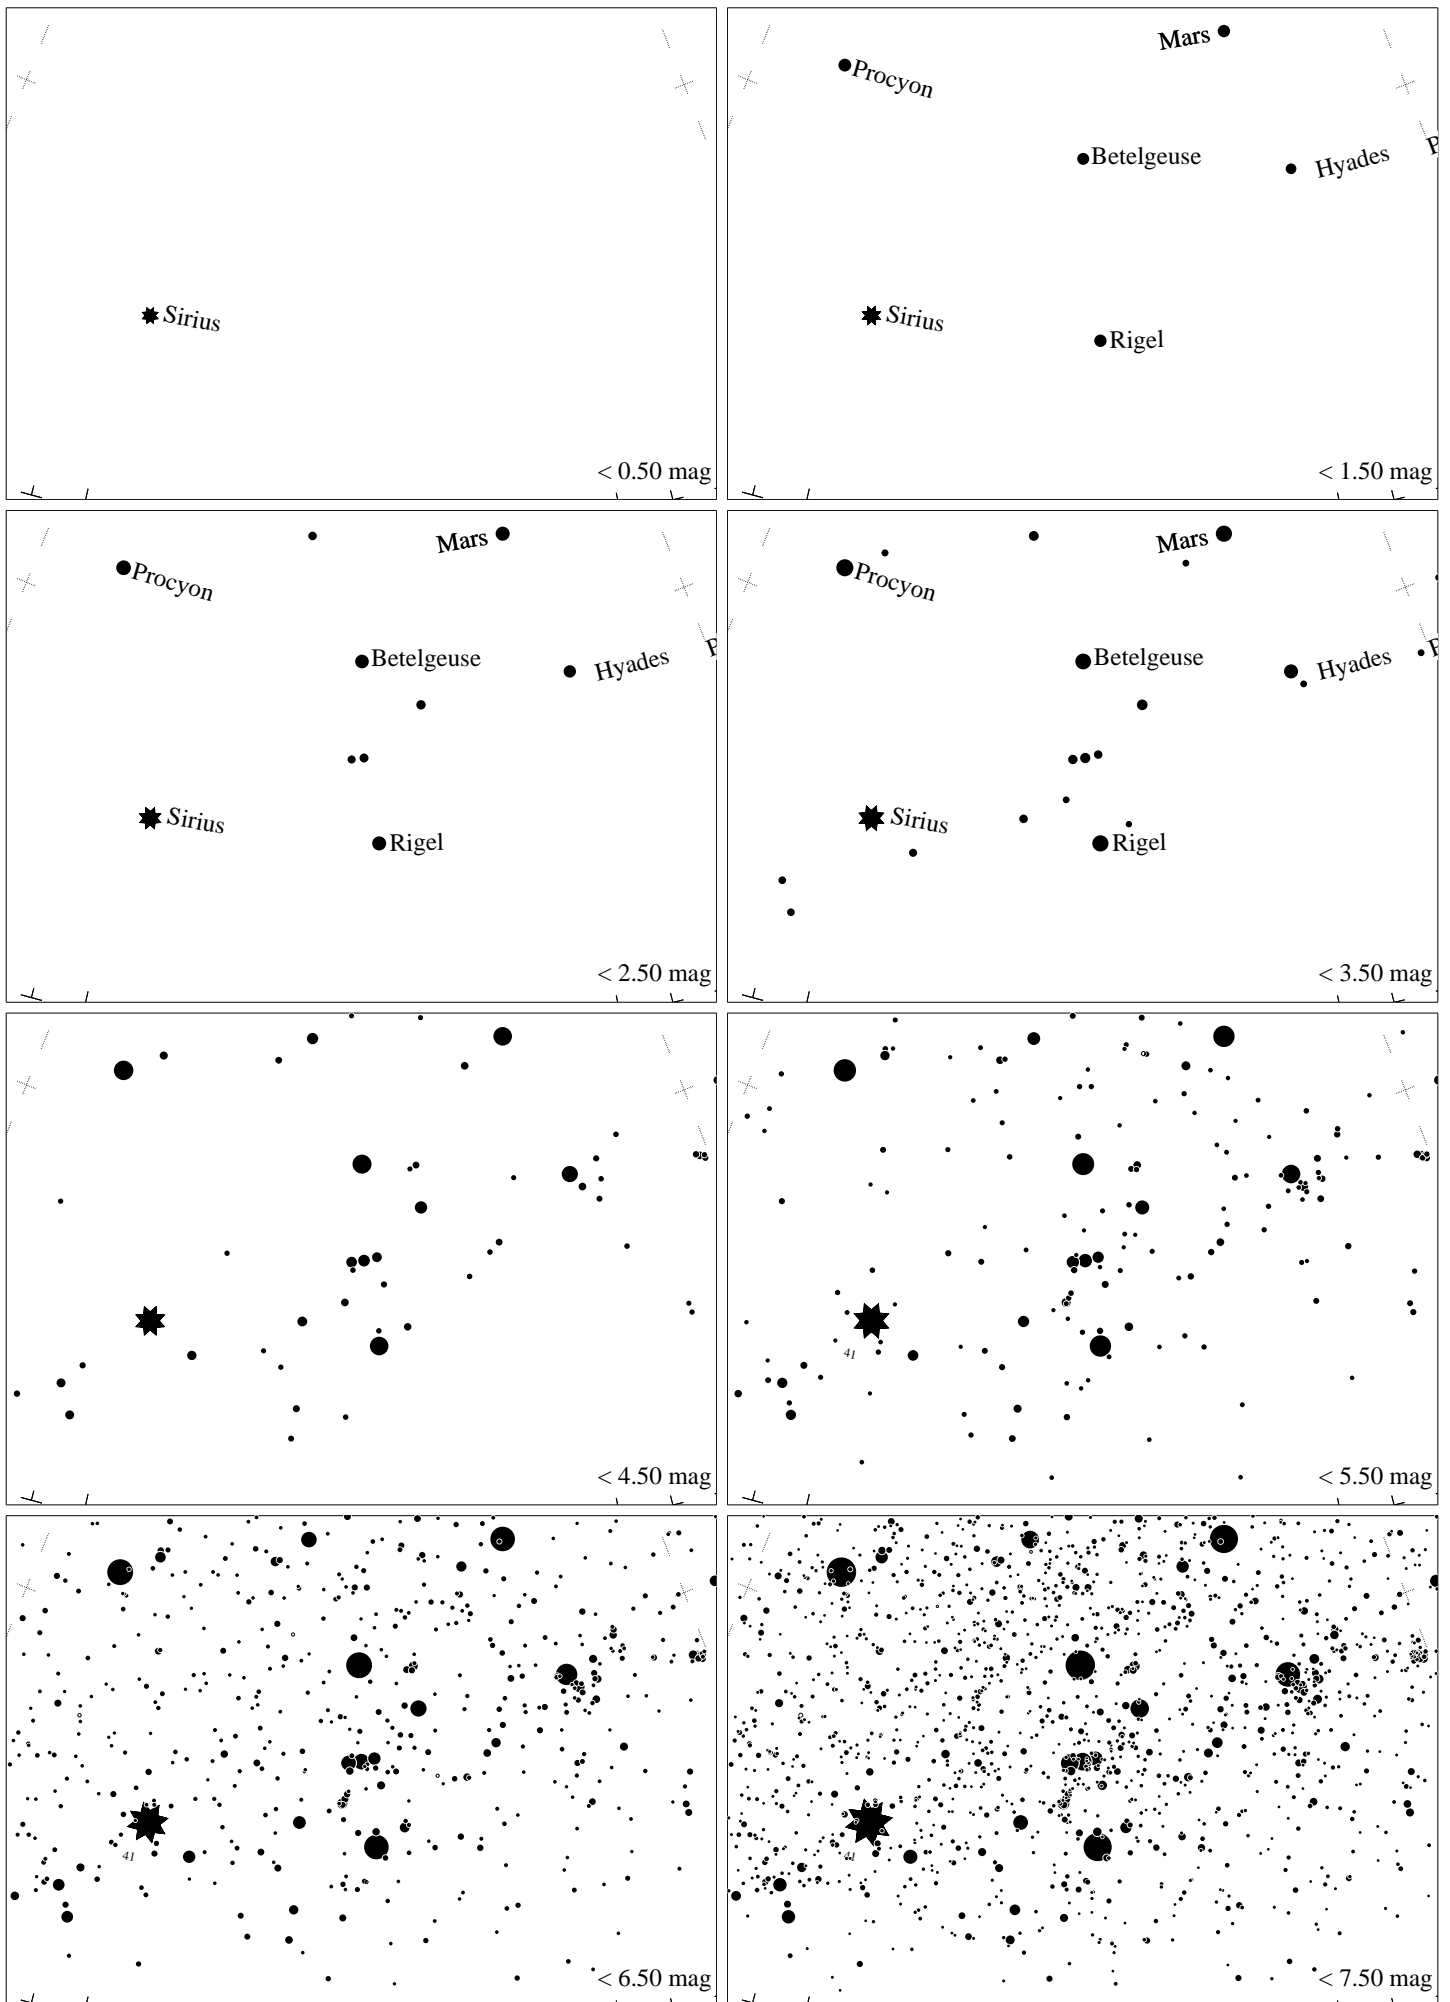 Sirius
< 0.50 mag
Mars
Procyon
Betelgeuse
Hyades
P
Sirius
Rigel
< 1.50 mag
Mars
Procyon
Betelgeuse
Hyades
P
Sirius
Rigel
< 2.50 mag
Mars
Procyon
Betelgeuse
Hyades
P
Sirius
Rigel
< 3.50 mag
< 4.50 mag
41
< 5.50 mag
41
< 6.50 mag
41
< 7.50 mag